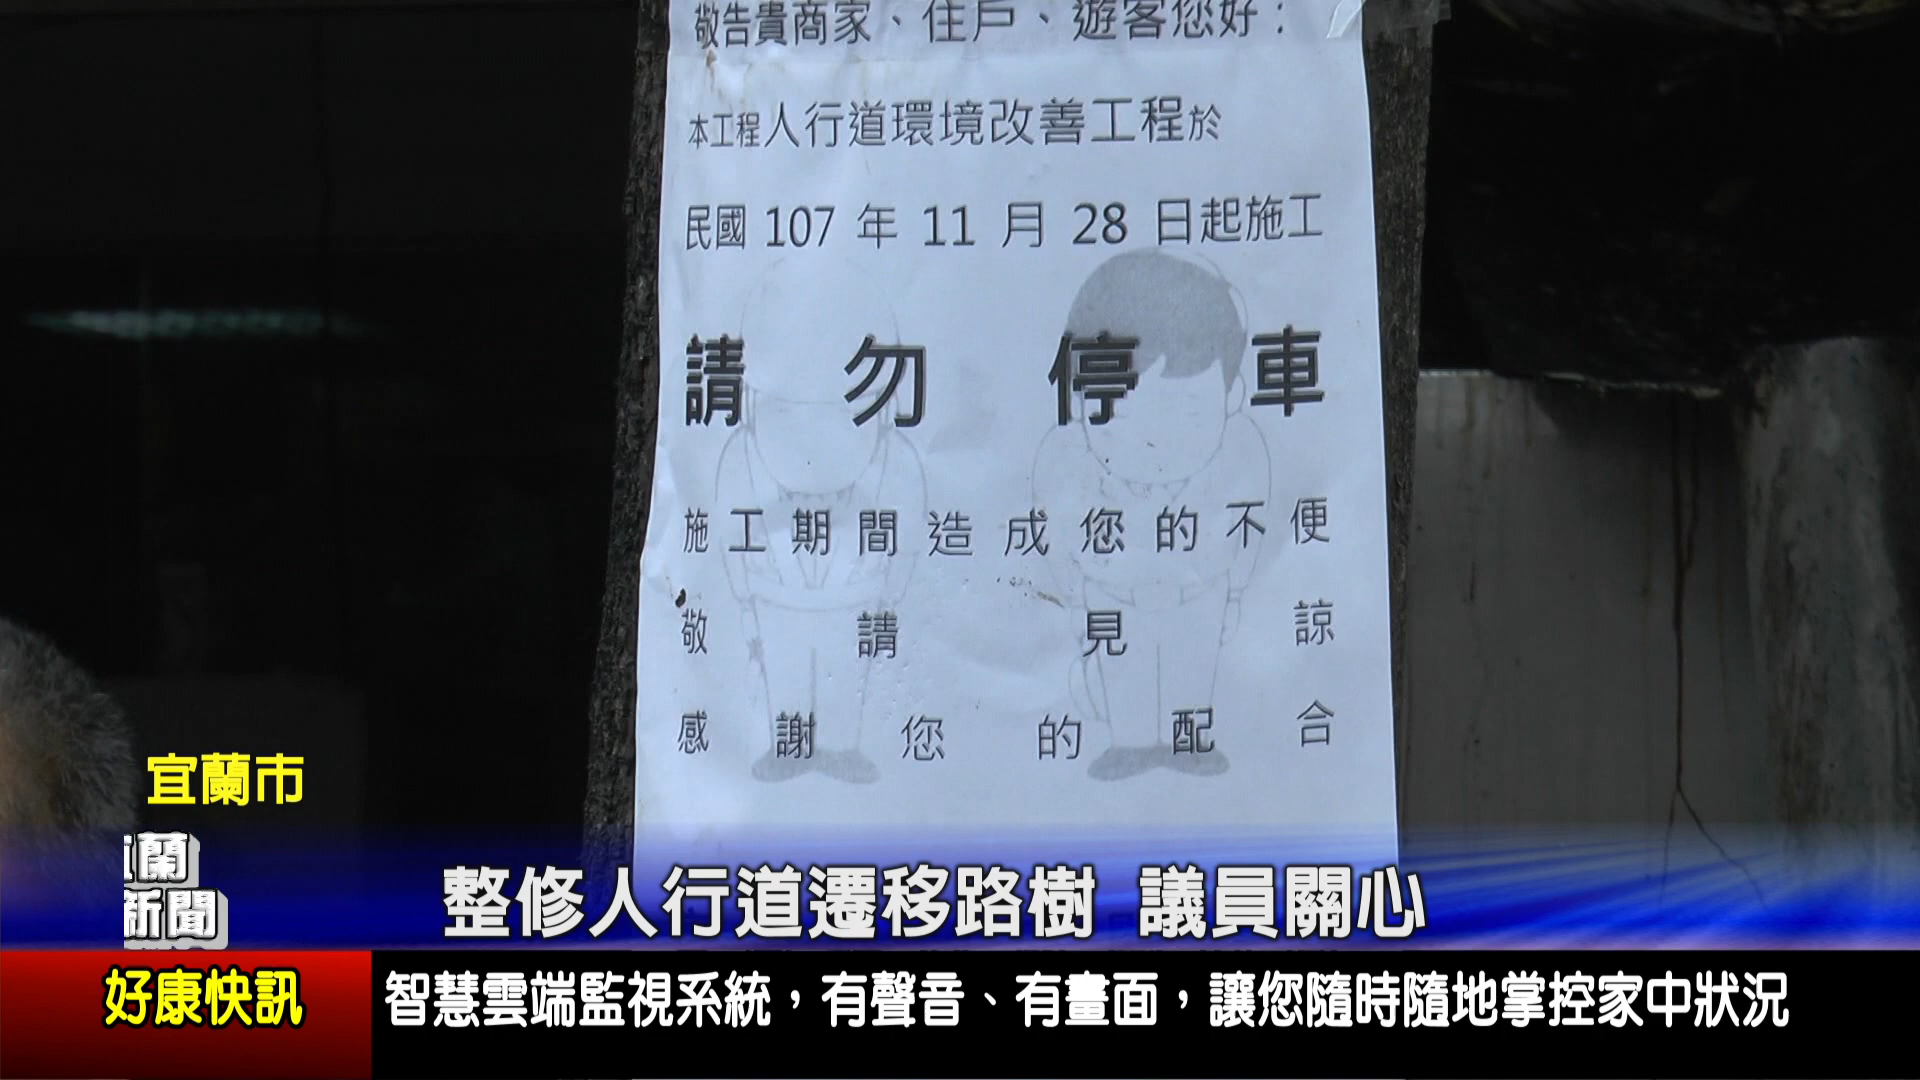 敬告貴商家、住戶、遊客您好：
本工程人行道環境改善工程於
民國 107 年 11 月 28 日起施工
請勿停車
施工期間造成您的不便
敬請見諒
感謝您的配合
宜蘭市
蘭
新聞
整修人行道遷移路樹 議員關心
好康快訊
智慧雲端監視系統，有聲音、有畫面，讓您隨時隨地掌控家中狀況